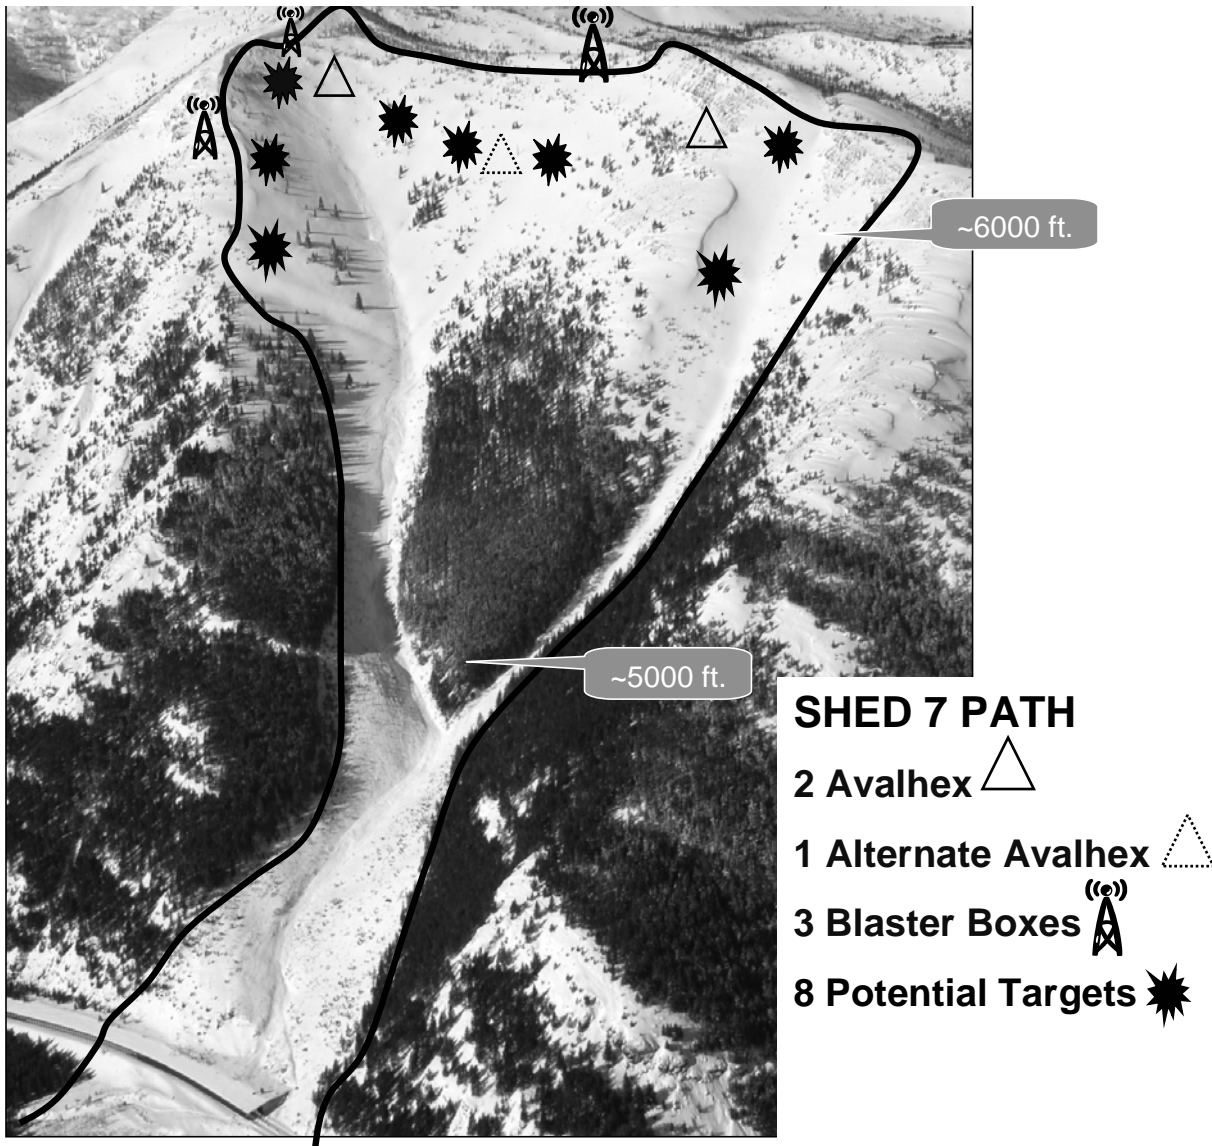 ~6000 ft.
~5000 ft.
SHED 7 PATH
2 Avalhex
1 Alternate Avalhex
3 Blaster Boxes
8 Potential Targets